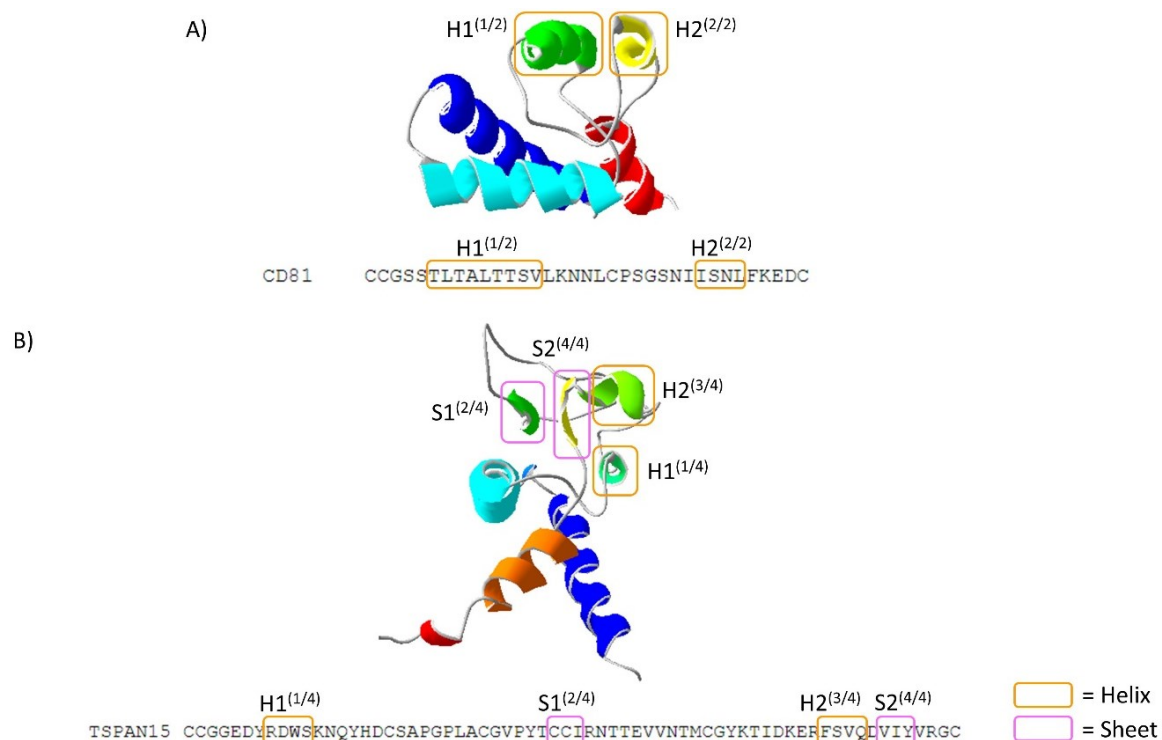 A)
H1(1/2) H2(2/2)
H1(1/2) H2(2/2)
CD81 CCGSSTLTALTTSVLKNNLCPSGSNIISNLFKEDC
B)
S2(4/4)
H2(3/4)
S1(2/4)
H1(1/4)
H1(1/4) S1(2/4) H2(3/4) S2(4/4)
= Helix
TSPAN15 CCGGEDYRDWSKNQYHDCSAPGPLACGVPYTCCIRNTTEVVNTMCGYKTIDKERFSVQDVIYVRGC
= Sheet